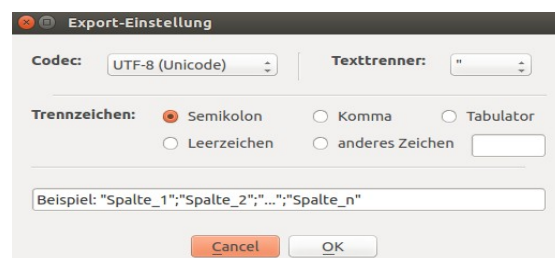 Export-Einstellung
Codec: UTF-8 (Unicode) Texttrenner: "
Trennzeichen: Semikolon Komma Tabulator
Leerzeichen anderes Zeichen
Beispiel: "Spalte_1";"Spalte_2";"...";"Spalte_n"
Cancel OK